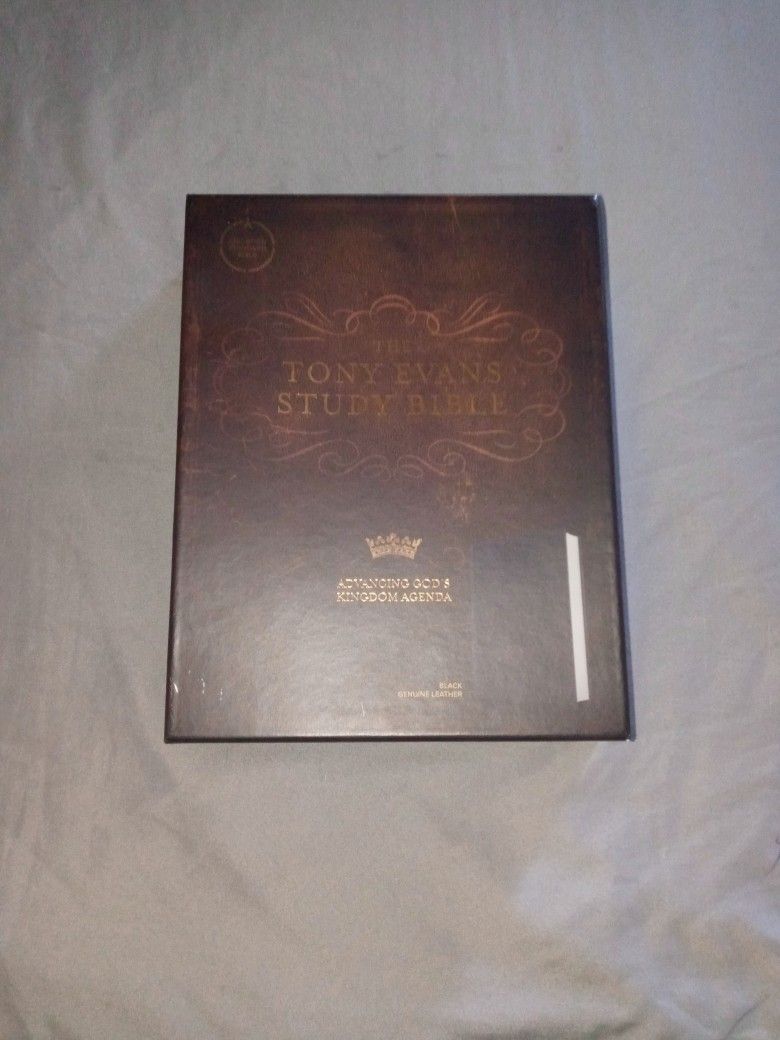 THE
TONY EVANS
STUDY BIBLE
ADVANCING GOD'S
KINGDOM AGENDA
BLACK
GENUINE LEATHER